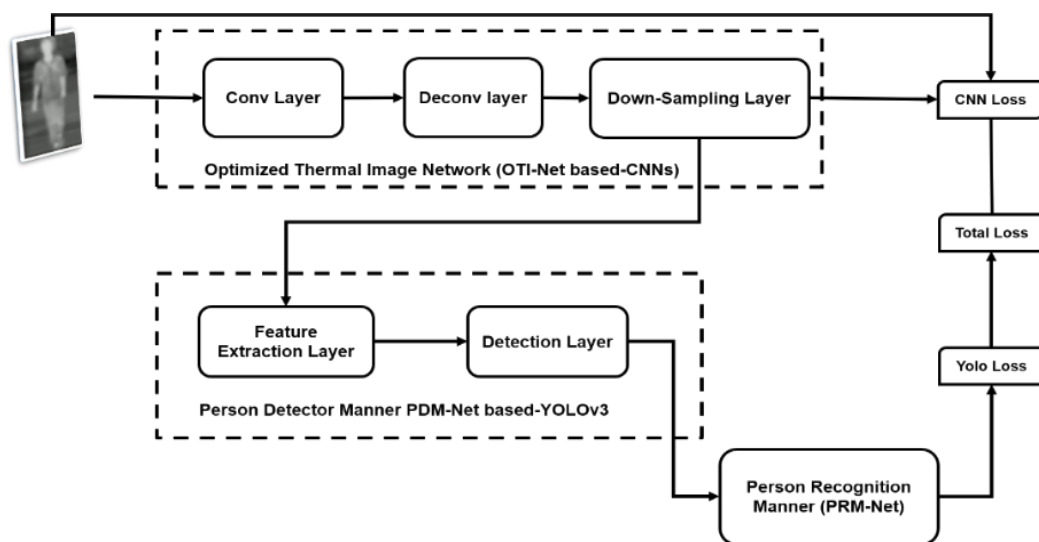 Conv Layer
Deconv layer
Down-Sampling Layer
CNN Loss
Optimized Thermal Image Network (OTI-Net based-CNNs)
Total Loss
Feature
Extraction Layer
Detection Layer
Yolo Loss
Person Detector Manner PDM-Net based-YOLOv3
Person Recognition
Manner (PRM-Net)